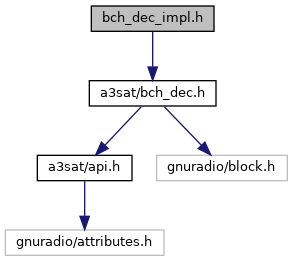 bch_dec_impl.h
a3sat/bch_dec.h
a3sat/api.h
gnuradio/block.h
gnuradio/attributes.h